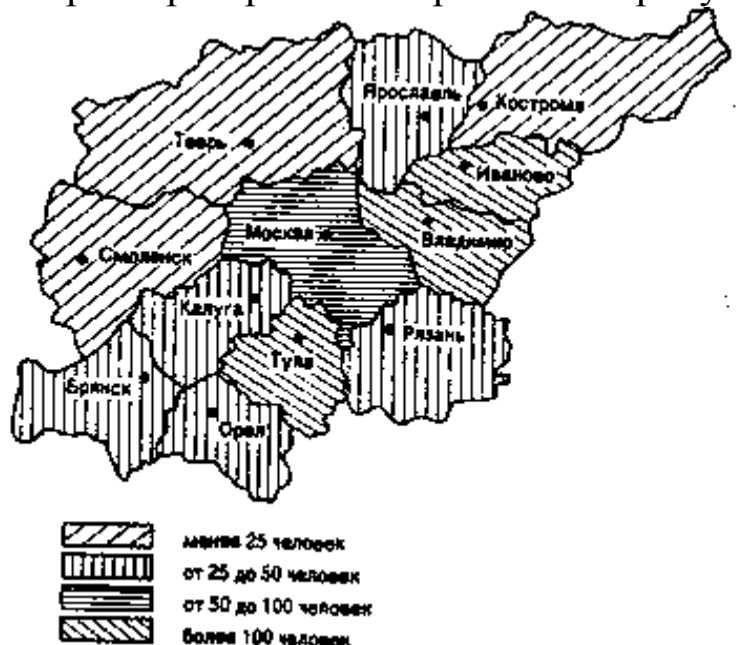 Ярославль
Кострома
Тверь
Иваново
Москва
Владимир
Смоленск
Калуга
Рязань
Тула
Брянск
Орел
менее 25 человек
от 25 до 50 человек
от 50 до 100 человек
более 100 человек